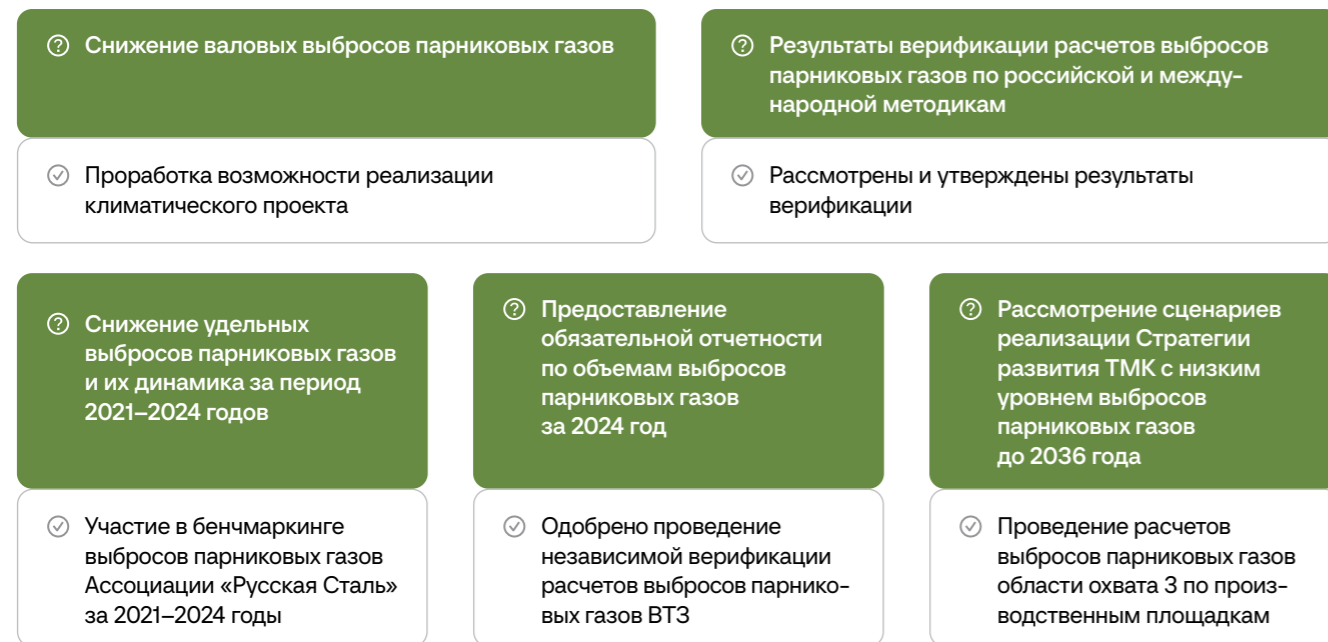 Снижение валовых выбросов парниковых газов
Проработка возможности реализации
климатического проекта
Результаты верификации расчетов выбросов
парниковых газов по российской и между-
народной методикам
Рассмотрены и утверждены результаты
верификации
Снижение удельных
выбросов парниковых газов
и их динамика за период
2021–2024 годов
Участие в бенчмаркинге
выбросов парниковых газов
Ассоциации «Русская Сталь»
за 2021–2024 годы
Предоставление
обязательной отчетности
по объемам выбросов
парниковых газов
за 2024 год
Одобрено проведение
независимой верификации
расчетов выбросов парнико-
вых газов ВТЗ
Рассмотрение сценариев
реализации Стратегии
развития ТМК с низким
уровнем выбросов
парниковых газов
до 2036 года
Проведение расчетов
выбросов парниковых газов
области охвата 3 по произ-
водственным площадкам